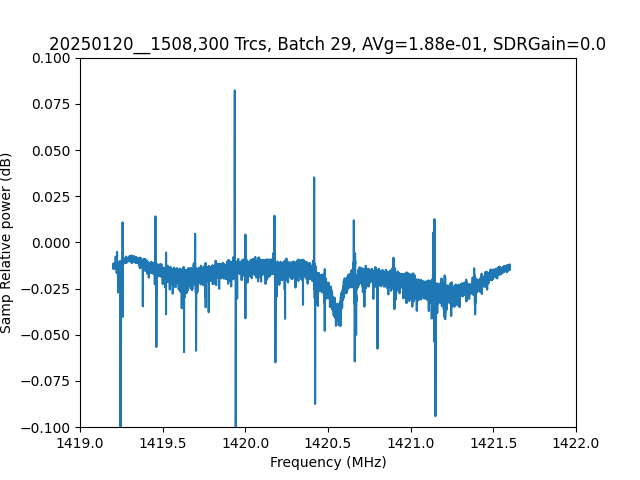 20250120__1508,300 Trcs, Batch 29, AVg=1.88e-01, SDRGain=0.0
0.100
0.075
0.050
0.025
0.000
−0.025
−0.050
−0.075
−0.100
Samp Relative power (dB)
1419.0 1419.5 1420.0 1420.5 1421.0 1421.5 1422.0
Frequency (MHz)